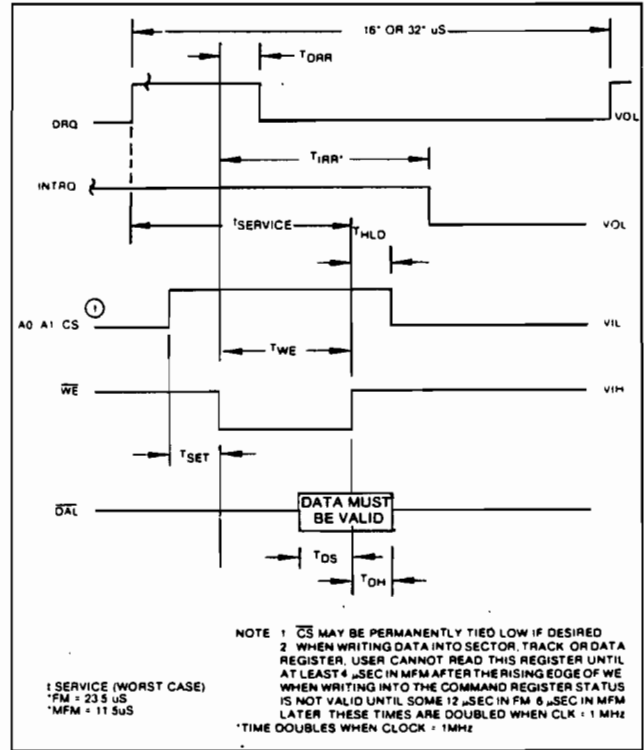 16* OR 32* uS
TDRR
DRQ
VOL
TIRR*
INTRQ
VOL
tSERVICE
THLD
1
A0 A1 CS
VIL
TWE
WE
VIH
TSET
DAL
DATA MUST
BE VALID
TDS
TDH
NOTE 1 CS MAY BE PERMANENTLY TIED LOW IF DESIRED
2 WHEN WRITING DATA INTO SECTOR, TRACK OR DATA
REGISTER, USER CANNOT READ THIS REGISTER UNTIL
AT LEAST 4 µSEC IN MFM AFTER THE RISING EDGE OF WE
WHEN WRITING INTO THE COMMAND REGISTER STATUS
IS NOT VALID UNTIL SOME 12 µSEC IN FM 6 µSEC IN MFM
LATER THESE TIMES ARE DOUBLED WHEN CLK = 1 MHz
*TIME DOUBLES WHEN CLOCK = 1MHz
t SERVICE (WORST CASE)
*FM = 23 5 uS
*MFM = 11 5uS